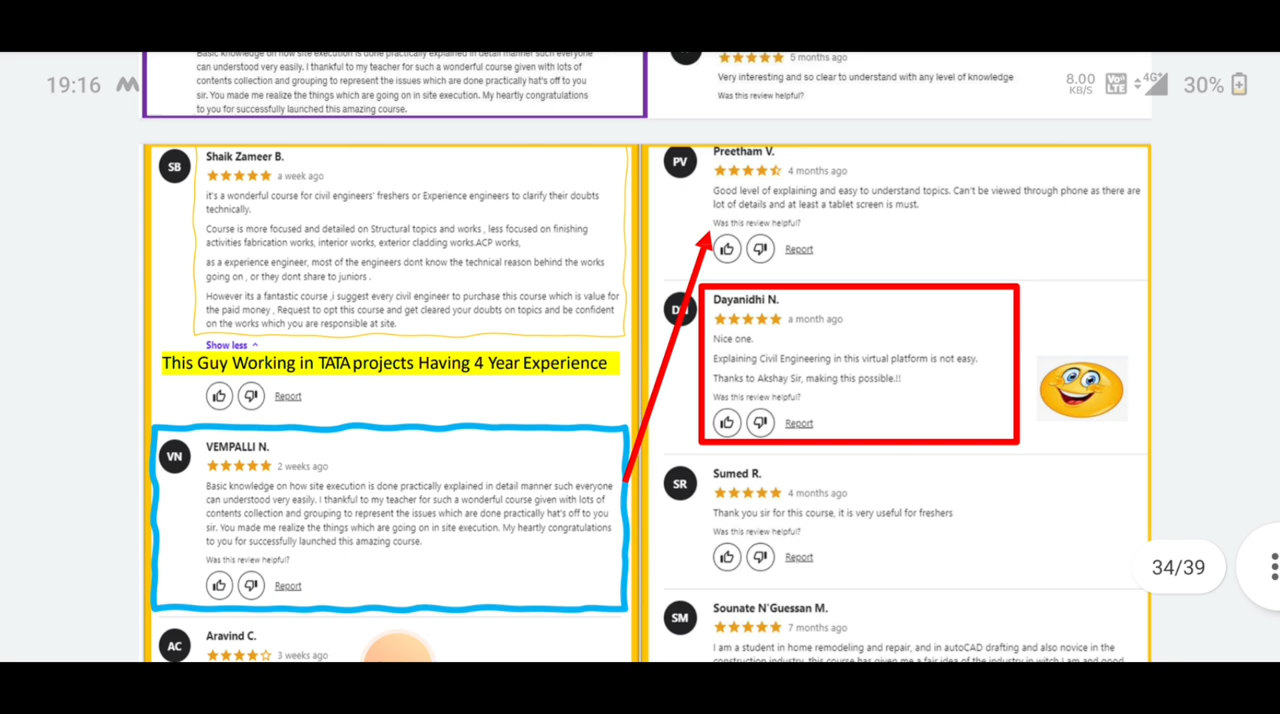 Basic knowledge on how site execution is done practically explained in detail manner such everyone
can understood very easily. I thankful to my teacher for such a wonderful course given with lots of
contents collection and grouping to represent the issues which are done practically hat's off to you
sir. You made me realize the things which are going on in site execution. My heartly congratulations
to you for successfully launched this amazing course.
5 months ago
Very interesting and so clear to understand with any level of knowledge
Was this review helpful?
19:16
8.00 KB/S
Vo LTE
4G+
30%
SB
Shaik Zameer B.
a week ago
it's a wonderful course for civil engineers' freshers or Experience engineers to clarify their doubts
technically.
Course is more focused and detailed on Structural topics and works , less focused on finishing
activities fabrication works, interior works, exterior cladding works.ACP works,
as a experience engineer, most of the engineers dont know the technical reason behind the works
going on , or they dont share to juniors .
However its a fantastic course ,i suggest every civil engineer to purchase this course which is value for
the paid money , Request to opt this course and get cleared your doubts on topics and be confident
on the works which you are responsible at site.
Show less
This Guy Working in TATA projects Having 4 Year Experience
Report
VN
VEMPALLI N.
2 weeks ago
Basic knowledge on how site execution is done practically explained in detail manner such everyone
can understood very easily. I thankful to my teacher for such a wonderful course given with lots of
contents collection and grouping to represent the issues which are done practically hat's off to you
sir. You made me realize the things which are going on in site execution. My heartly congratulations
to you for successfully launched this amazing course.
Was this review helpful?
Report
AC
Aravind C.
3 weeks ago
PV
Preetham V.
4 months ago
Good level of explaining and easy to understand topics. Can't be viewed through phone as there are
lot of details and at least a tablet screen is must.
Was this review helpful?
Report
Dayanidhi N.
a month ago
Nice one.
Explaining Civil Engineering in this virtual platform is not easy.
Thanks to Akshay Sir, making this possible.!!
Was this review helpful?
Report
SR
Sumed R.
4 months ago
Thank you sir for this course, it is very useful for freshers
Was this review helpful?
Report
34/39
SM
Sounate N'Guessan M.
7 months ago
I am a student in home remodeling and repair, and in autoCAD drafting and also novice in the
construction industry, this course has given me a fair idea of the industry in witch I am and good